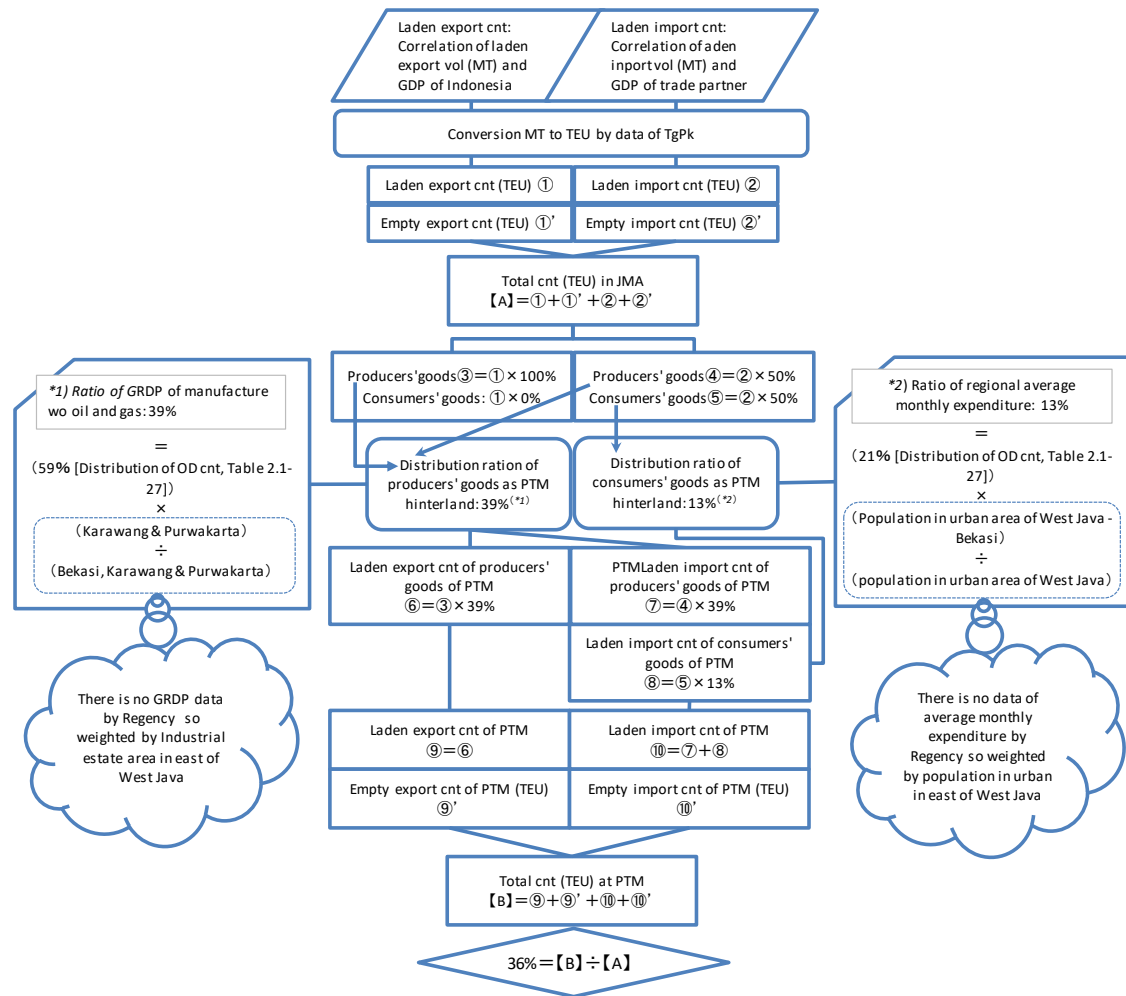 Laden export cnt:
Correlation of laden
export vol (MT) and
GDP of Indonesia
Laden import cnt:
Correlation of aden
inport vol (MT) and
GDP of trade partner
Conversion MT to TEU by data of TgPk
Laden export cnt (TEU) ①
Laden import cnt (TEU) ②
Empty export cnt (TEU) ①’
Empty import cnt (TEU) ②’
Total cnt (TEU) in JMA
【A】＝①＋①’＋②＋②’
Producers'goods③＝①×100%
Consumers'goods: ①×0%
Producers'goods④＝②×50%
Consumers'goods⑤＝②×50%
*1) Ratio of GRDP of manufacture
wo oil and gas: 39%
＝
(59% [Distribution of OD cnt, Table 2.1-
27])
×
(Karawang & Purwakarta)
÷
(Bekasi, Karawang & Purwakarta)
There is no GRDP data
by Regency so
weighted by Industrial
estate area in east of
West Java
Distribution ration of
producers' goods as PTM
hinterland: 39%(*1)
Distribution ratio of
consumers'goods as PTM
hinterland: 13%(*2)
*2) Ratio of regional average
monthly expenditure: 13%
＝
(21% [Distribution of OD cnt, Table 2.1-
27])
×
(Population in urban area of West Java -
Bekasi)
÷
(population in urban area of West Java)
There is no data of
average monthly
expenditure by
Regency so weighted
by population in urban
in east of West Java
Laden export cnt of producers'
goods of PTM
⑥＝③×39%
PTMLaden import cnt of
producers' goods of PTM
⑦＝④×39%
Laden import cnt of consumers'
goods of PTM
⑧＝⑤×13%
Laden export cnt of PTM
⑨＝⑥
Laden import cnt of PTM
⑩＝⑦＋⑧
Empty export cnt of PTM (TEU)
⑨’
Empty import cnt of PTM (TEU)
⑩’
Total cnt (TEU) at PTM
【B】＝⑨＋⑨’＋⑩＋⑩’
36%＝【B】÷【A】